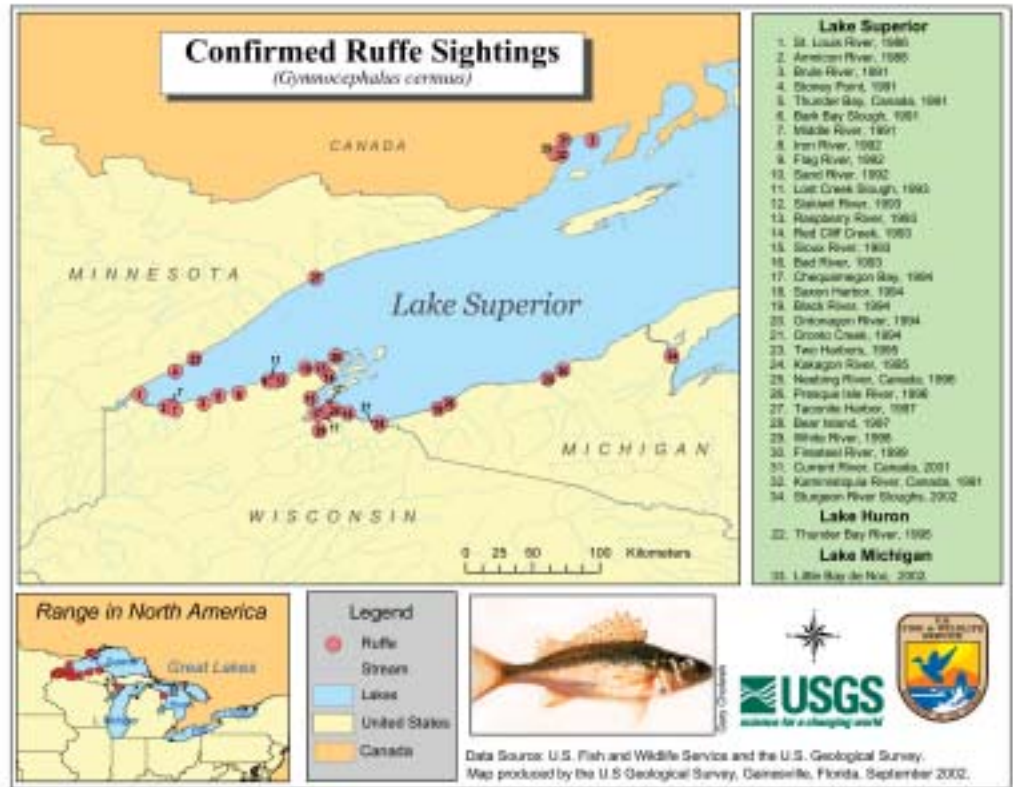 Confirmed Ruffe Sightings
(Gymnocephalus cernuus)
CANADA
MINNESOTA
Lake Superior
MICHIGAN
WISCONSIN
0 25 50 100 Kilometers
Lake Superior
1. St. Louis River, 1986
2. Amnicon River, 1986
3. Brule River, 1991
4. Stoney Point, 1991
5. Thunder Bay, Canada, 1991
6. Bark Bay Slough, 1991
7. Middle River, 1991
8. Iron River, 1992
9. Flag River, 1992
10. Sand River, 1992
11. Lost Creek Slough, 1993
12. River, 1993
13. Raspberry River, 1993
14. Red Cliff Creek, 1993
15. Sioux River, 1993
16. Bad River, 1993
17. Chequamegon Bay, 1994
18. Saxon Harbor, 1994
19. Black River, 1994
20. Ontonagon River, 1994
21. Creek, 1994
23. Two Harbors, 1995
24. Kakagon River, 1995
25. River, Canada, 1996
26. Presque Isle River, 1996
27. Taconite Harbor, 1997
28. Bear Island, 1997
29. White River, 1998
30. Firesteel River, 1999
31. Current River, Canada, 2001
32. Kaministiquia River, Canada, 1991
34. Sturgeon River Sloughs, 2002
Lake Huron
22. Thunder Bay River, 1995
Lake Michigan
33. Little Bay de Noc, 2002
Range in North America
Great Lakes
Legend
Ruffe
Stream
Lakes
United States
Canada
USGS
science for a changing world
U.S.
FISH & WILDLIFE
SERVICE
Data Source: U.S. Fish and Wildlife Service and the U.S. Geological Survey.
Map produced by the U.S Geological Survey, Gainesville, Florida. September 2002.